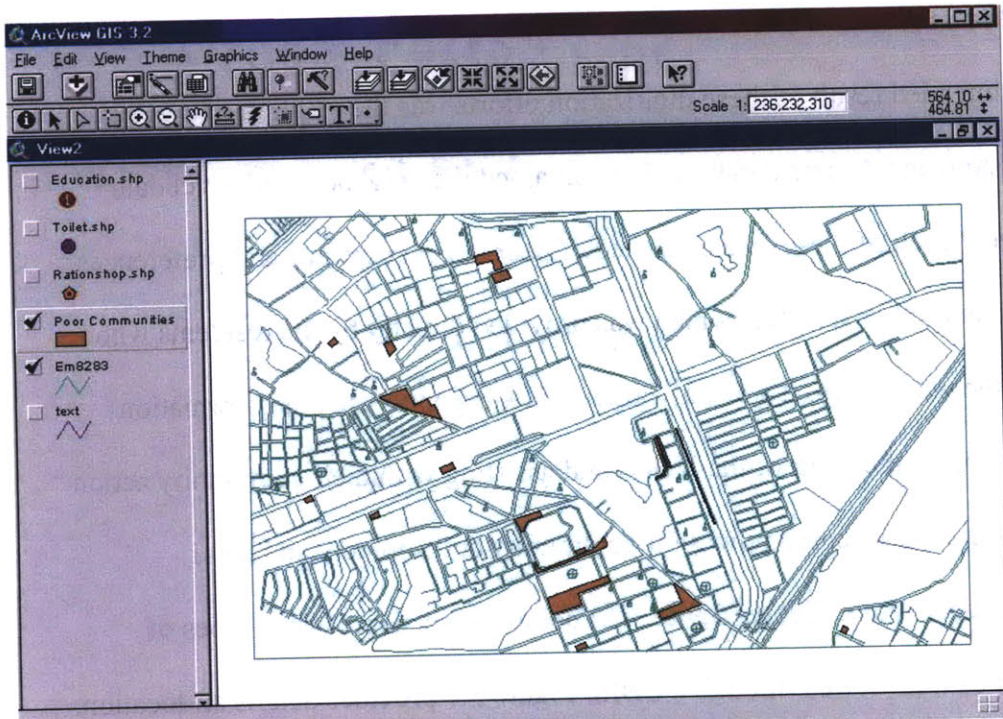 ArcView GIS 3.2
File Edit View Theme Graphics Window Help
Scale 1: 236,232,310
564.10
464.81
View2
Education.shp
Toilet.shp
Rationshop.shp
Poor Communities
Em8283
text